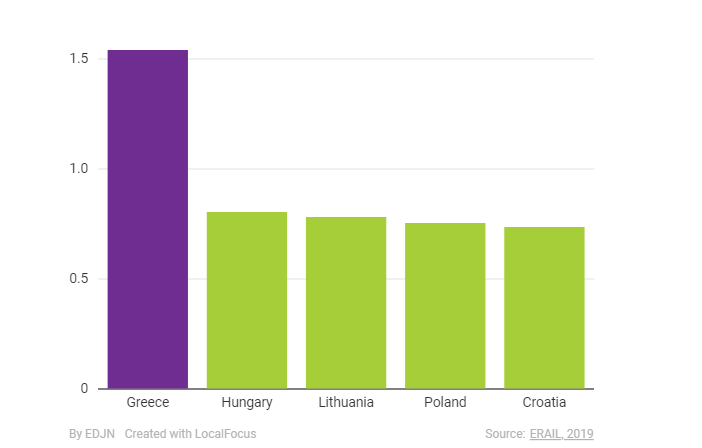 1.5
1.0
0.5
0
Greece Hungary Lithuania Poland Croatia
By EDJN Created with LocalFocus Source: ERAIL, 2019